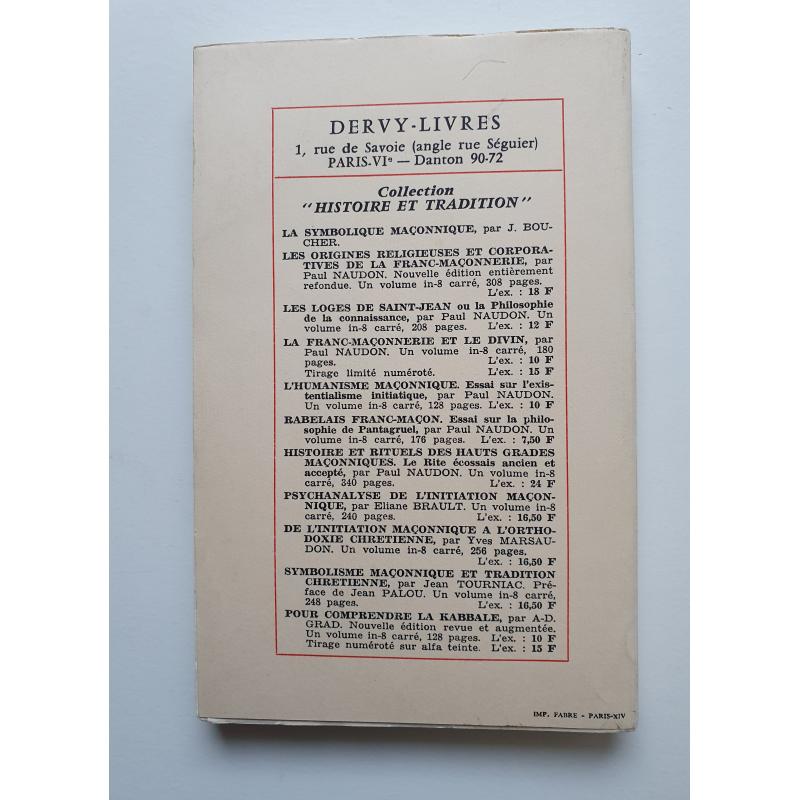 DERVY-LIVRES
1, rue de Savoie (angle rue Séguier)
PARIS-VIe — Danton 90-72
Collection
"HISTOIRE ET TRADITION"
LA SYMBOLIQUE MAÇONNIQUE, par J. BOU-
CHER.
LES ORIGINES RELIGIEUSES ET CORPORA-
TIVES DE LA FRANC-MAÇONNERIE, par
Paul NAUDON. Nouvelle édition entièrement
refondue. Un volume in-8 carré, 308 pages.
L'ex. : 18 F
LES LOGES DE SAINT-JEAN ou la Philosophie
de la connaissance, par Paul NAUDON. Un
volume in-8 carré, 208 pages. L'ex. : 12 F
LA FRANC-MAÇONNERIE ET LE DIVIN, par
Paul NAUDON. Un volume in-8 carré, 180
pages. L'ex. : 10 F
Tirage limité numéroté. L'ex. : 15 F
L'HUMANISME MAÇONNIQUE. Essai sur l'exis-
tentialisme initiatique, par Paul NAUDON.
Un volume in-8 carré, 128 pages. L'ex. : 10 F
RABELAIS FRANC-MAÇON. Essai sur la philo-
sophie de Pantagruel, par Paul NAUDON. Un
volume in-8 carré, 176 pages. L'ex. : 7,50 F
HISTOIRE ET RITUELS DES HAUTS GRADES
MAÇONNIQUES. Le Rite écossais ancien et
accepté, par Paul NAUDON. Un volume in-8
carré, 340 pages. L'ex. : 24 F
PSYCHANALYSE DE L'INITIATION MAÇON-
NIQUE, par Eliane BRAULT. Un volume in-8
carré, 240 pages. L'ex. : 16,50 F
DE L'INITIATION MAÇONNIQUE A L'ORTHO-
DOXIE CHRETIENNE, par Yves MARSAU-
DON. Un volume in-8 carré, 256 pages.
L'ex. : 16,50 F
SYMBOLISME MAÇONNIQUE ET TRADITION
CHRETIENNE, par Jean TOURNIAC. Pré-
face de Jean PALOU. Un volume in-8 carré,
248 pages. L'ex. : 16,50 F
POUR COMPRENDRE LA KABBALE, par A-D.
GRAD. Nouvelle édition revue et augmentée.
Un volume in-8 carré, 128 pages. L'ex. : 10 F
Tirage numéroté sur alfa teinte. L'ex. : 15 F
IMP. FABRE - PARIS-XIV